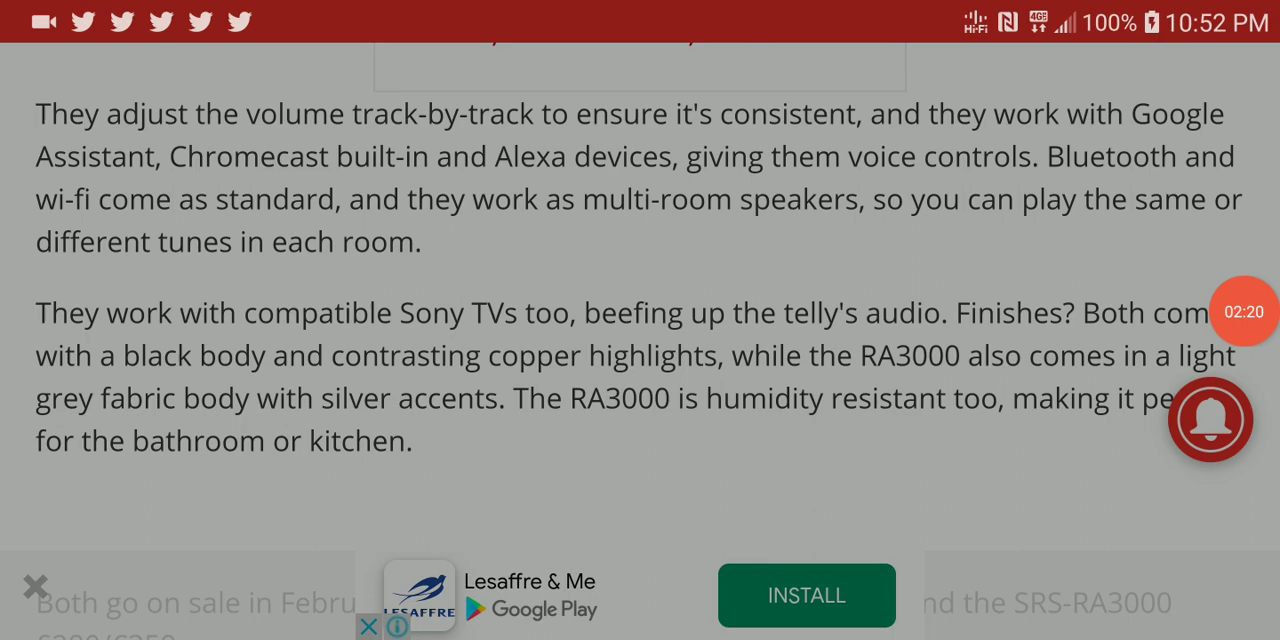 Hi-Fi 4GE 100% 10:52 PM
They adjust the volume track-by-track to ensure it's consistent, and they work with Google
Assistant, Chromecast built-in and Alexa devices, giving them voice controls. Bluetooth and
wi-fi come as standard, and they work as multi-room speakers, so you can play the same or
different tunes in each room.
They work with compatible Sony TVs too, beefing up the telly's audio. Finishes? Both com
02:20
with a black body and contrasting copper highlights, while the RA3000 also comes in a light
grey fabric body with silver accents. The RA3000 is humidity resistant too, making it pe
for the bathroom or kitchen.
Lesaffre & Me
LESAFFRE
Google Play
INSTALL
Both go on sale in Febru nd the SRS-RA3000